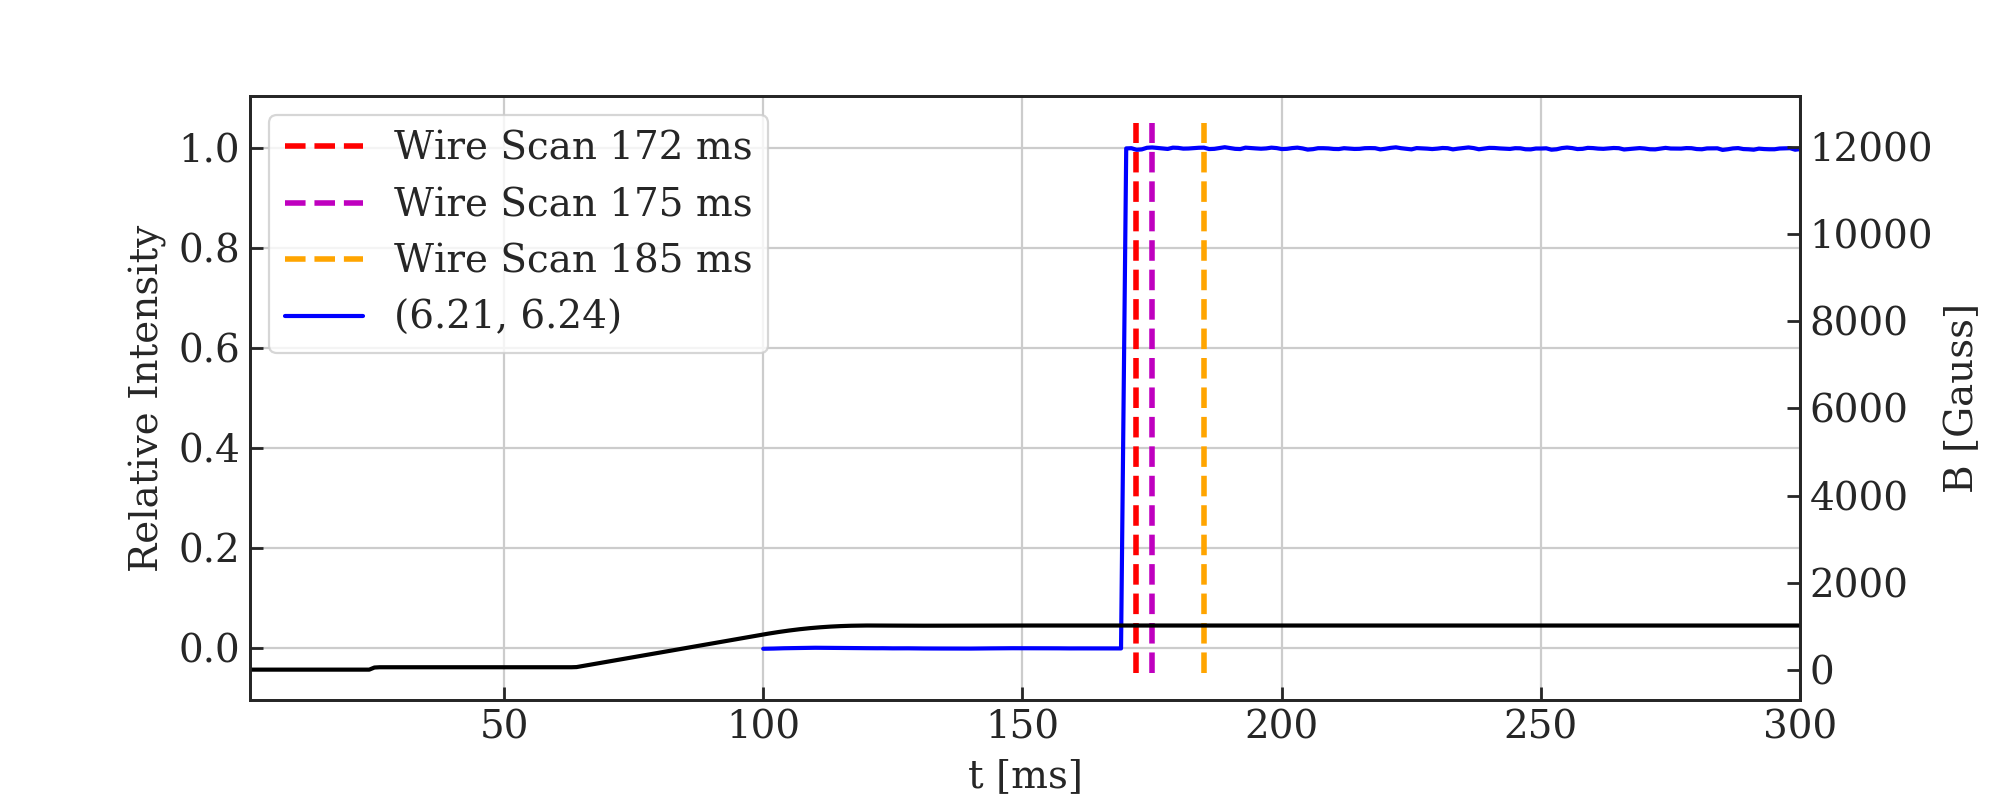 Wire Scan 172 ms
Wire Scan 175 ms
Wire Scan 185 ms
(6.21, 6.24)
Relative Intensity
1.0
0.8
0.6
0.4
0.2
0.0
12000
10000
8000
6000
4000
2000
0
B [Gauss]
50 100 150 200 250 300
t [ms]